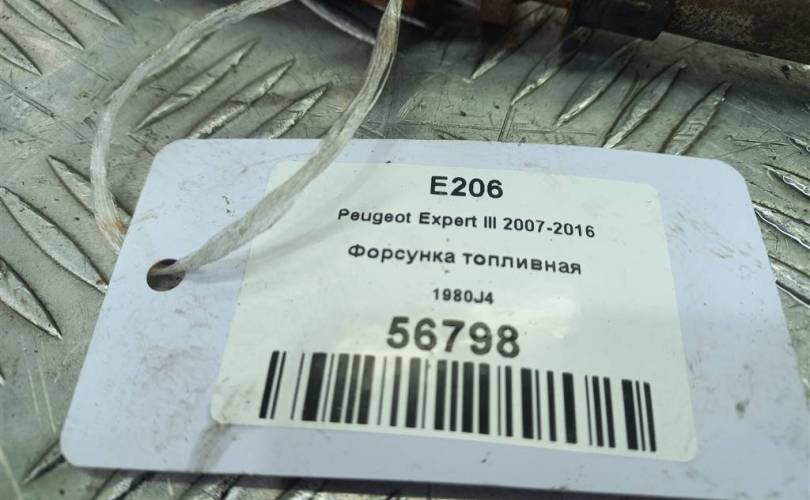 E206
Peugeot Expert III 2007-2016
Форсунка топливная
1980J4
56798